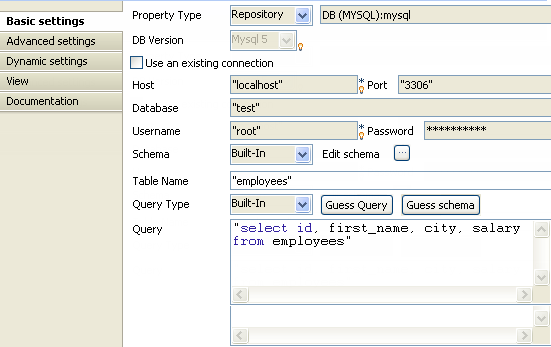 Basic settings
Advanced settings
Dynamic settings
View
Documentation
Property Type Repository DB (MYSQL):mysql
DB Version Mysql 5
Use an existing connection
Host "localhost" * Port "3306"
Database "test"
Username "root" * Password **********
Schema Built-In Edit schema ...
Table Name "employees"
Query Type Built-In Guess Query Guess schema
Query "select id, first_name, city, salary
from employees"